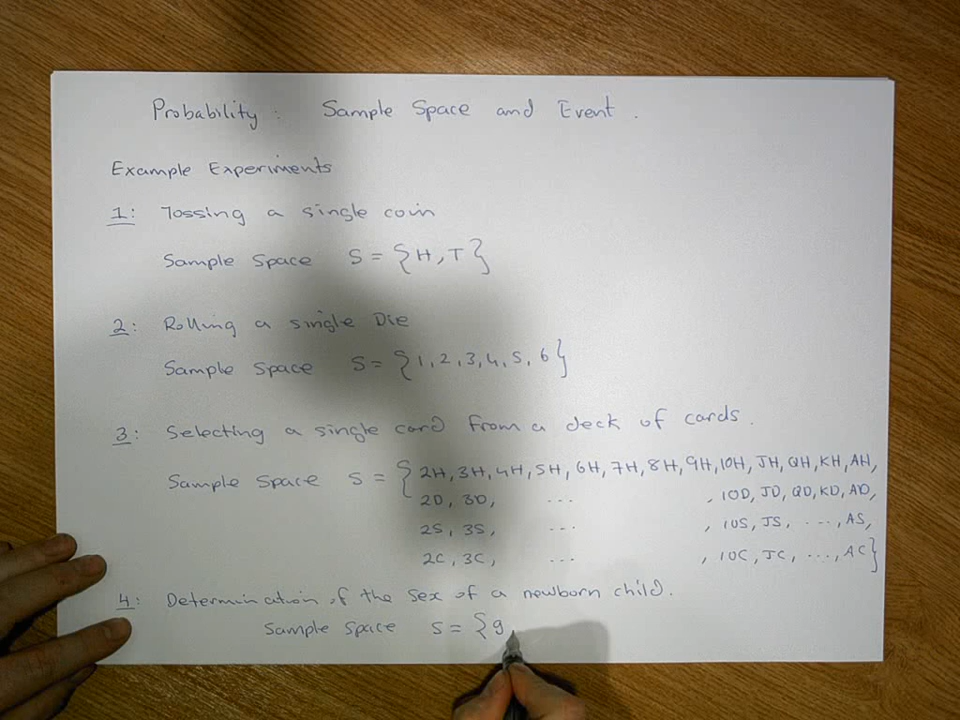 Probability: Sample Space and Event.
Example Experiments
1: Tossing a single coin
Sample Space S = {H, T}
2: Rolling a single Die
Sample Space S = {1, 2, 3, 4, 5, 6}
3: Selecting a single card from a deck of cards.
Sample Space S = {2H, 3H, 4H, 5H, 6H, 7H, 8H, 9H, 10H, JH, QH, KH, AH,
2D, 3D, ... , 10D, JD, QD, KD, AD,
2S, 3S, ... , 10S, JS, ..., AS,
2C, 3C, ... , 10C, JC, ..., AC}
4: Determination of the sex of a newborn child.
Sample Space S = {g,